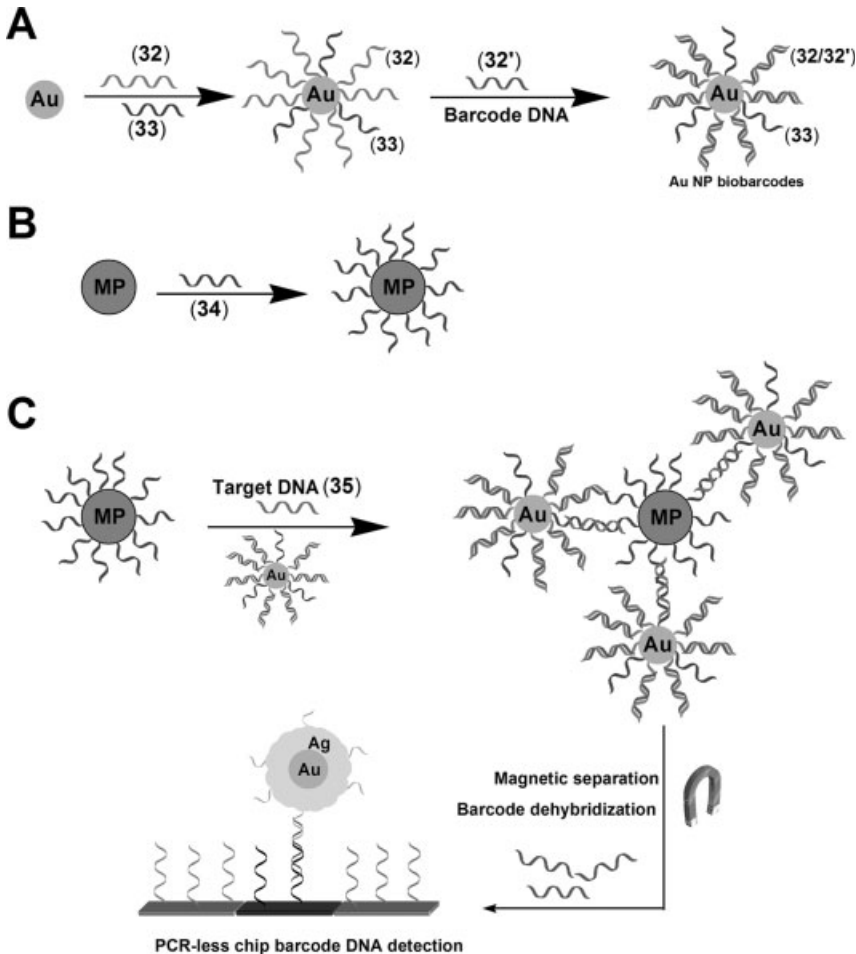 A
Au
(32)
(33)
Au
(32)
(33)
(32')
Barcode DNA
Au
(32/32')
(33)
Au NP biobarcodes
B
MP
(34)
MP
C
MP
Target DNA (35)
Au
Au
MP
Au
Au
Magnetic separation
Barcode dehybridization
Ag
Au
PCR-less chip barcode DNA detection